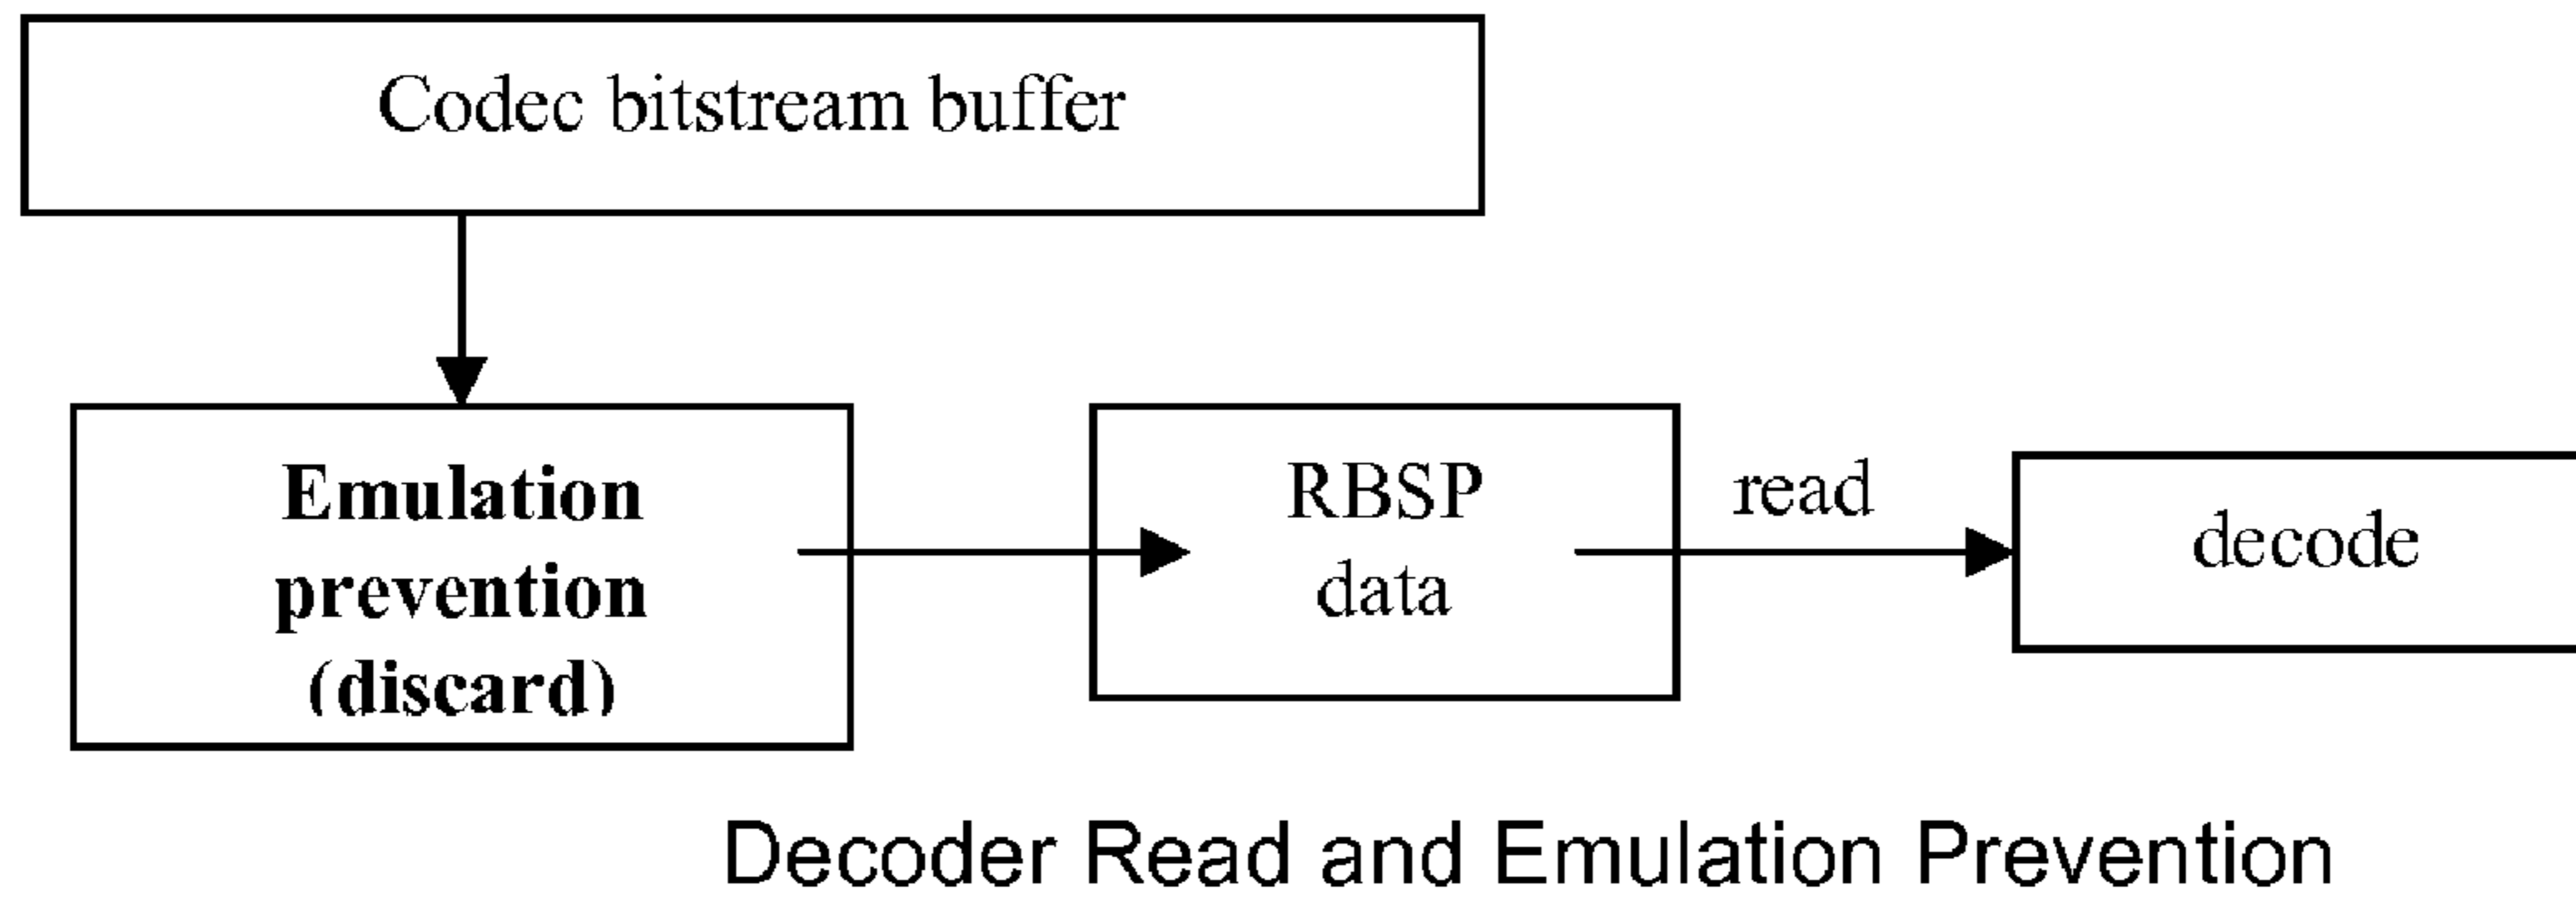 Codec bitstream buffer
Emulation
prevention
(discard)
RBSP
data
read
decode
Decoder Read and Emulation Prevention